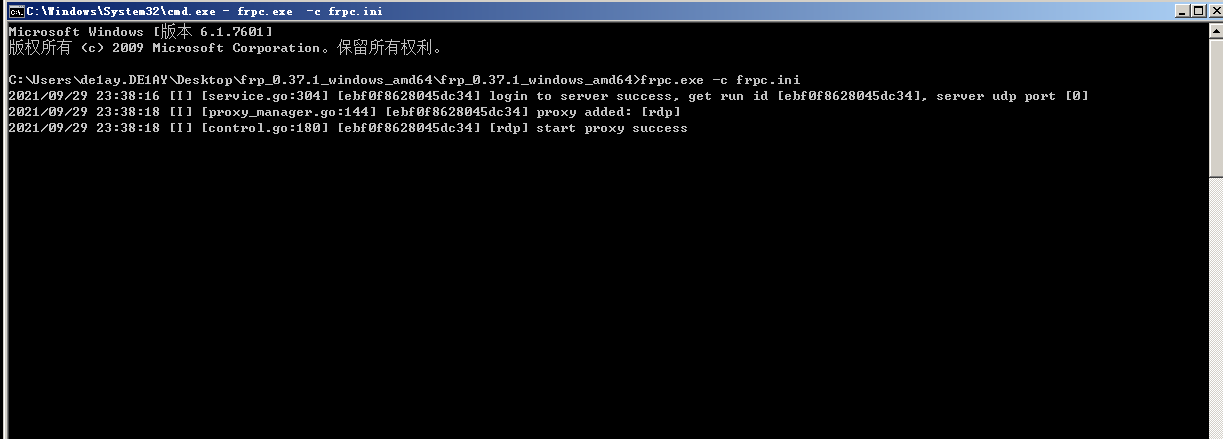 C:\Windows\System32\cmd.exe - frpc.exe  -c frpc.ini
Microsoft Windows [版本 6.1.7601]
版权所有 (c) 2009 Microsoft Corporation。保留所有权利。
C:\Users\de1ay.DE1AY\Desktop\frp_0.37.1_windows_amd64\frp_0.37.1_windows_amd64>frpc.exe -c frpc.ini
2021/09/29 23:38:16 [I] [service.go:304] [ebf0f8628045dc34] login to server success, get run id [ebf0f8628045dc34], server udp port [0]
2021/09/29 23:38:18 [I] [proxy_manager.go:144] [ebf0f8628045dc34] proxy added: [rdp]
2021/09/29 23:38:18 [I] [control.go:180] [ebf0f8628045dc34] [rdp] start proxy success